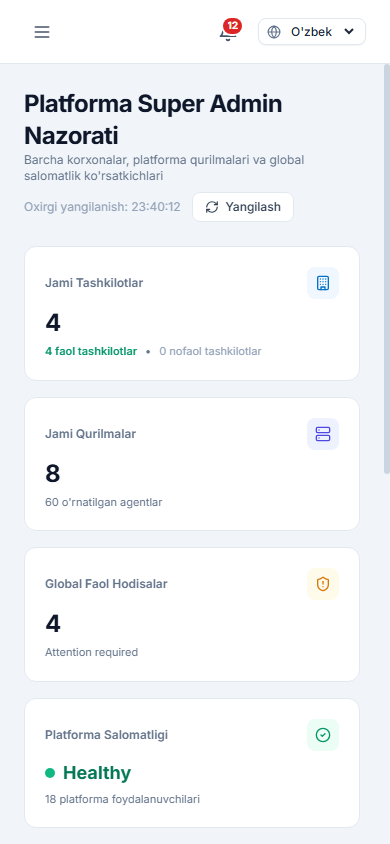 12
O'zbek
Platforma Super Admin
Nazorati
Barcha korxonalar, platforma qurilmalari va global
salomatlik ko'rsatkichlari
Oxirgi yangilanish: 23:40:12
Yangilash
Jami Tashkilotlar
4
4 faol tashkilotlar • 0 nofaol tashkilotlar
Jami Qurilmalar
8
60 o'rnatilgan agentlar
Global Faol Hodisalar
4
Attention required
Platforma Salomatligi
Healthy
18 platforma foydalanuvchilari